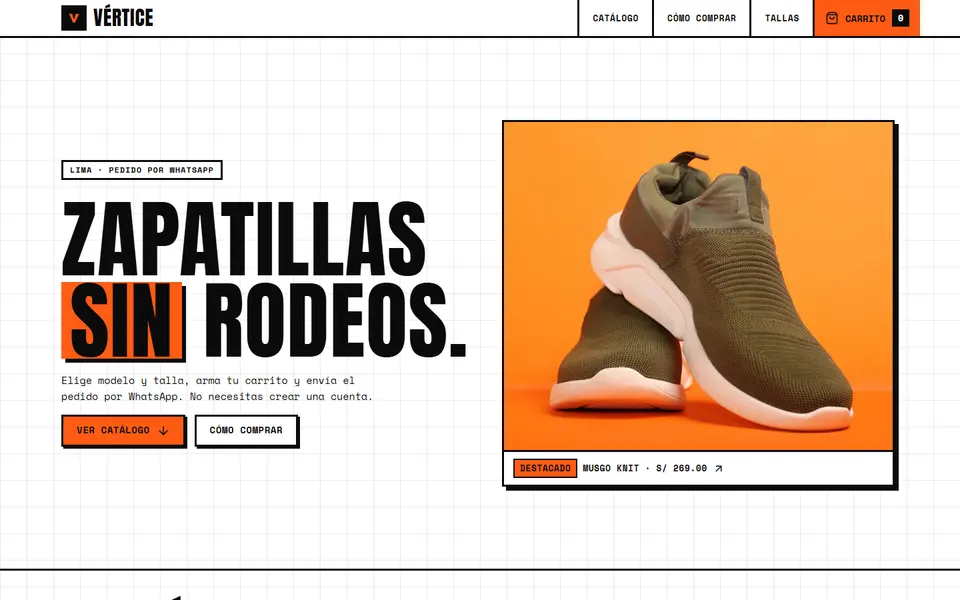 V VÉRTICE
CATÁLOGO
CÓMO COMPRAR
TALLAS
CARRITO 0
LIMA · PEDIDO POR WHATSAPP
ZAPATILLAS
SIN RODEOS.
Elige modelo y talla, arma tu carrito y envía el
pedido por WhatsApp. No necesitas crear una cuenta.
VER CATÁLOGO ↓
CÓMO COMPRAR
DESTACADO MUSGO KNIT · S/ 269.00 ↗